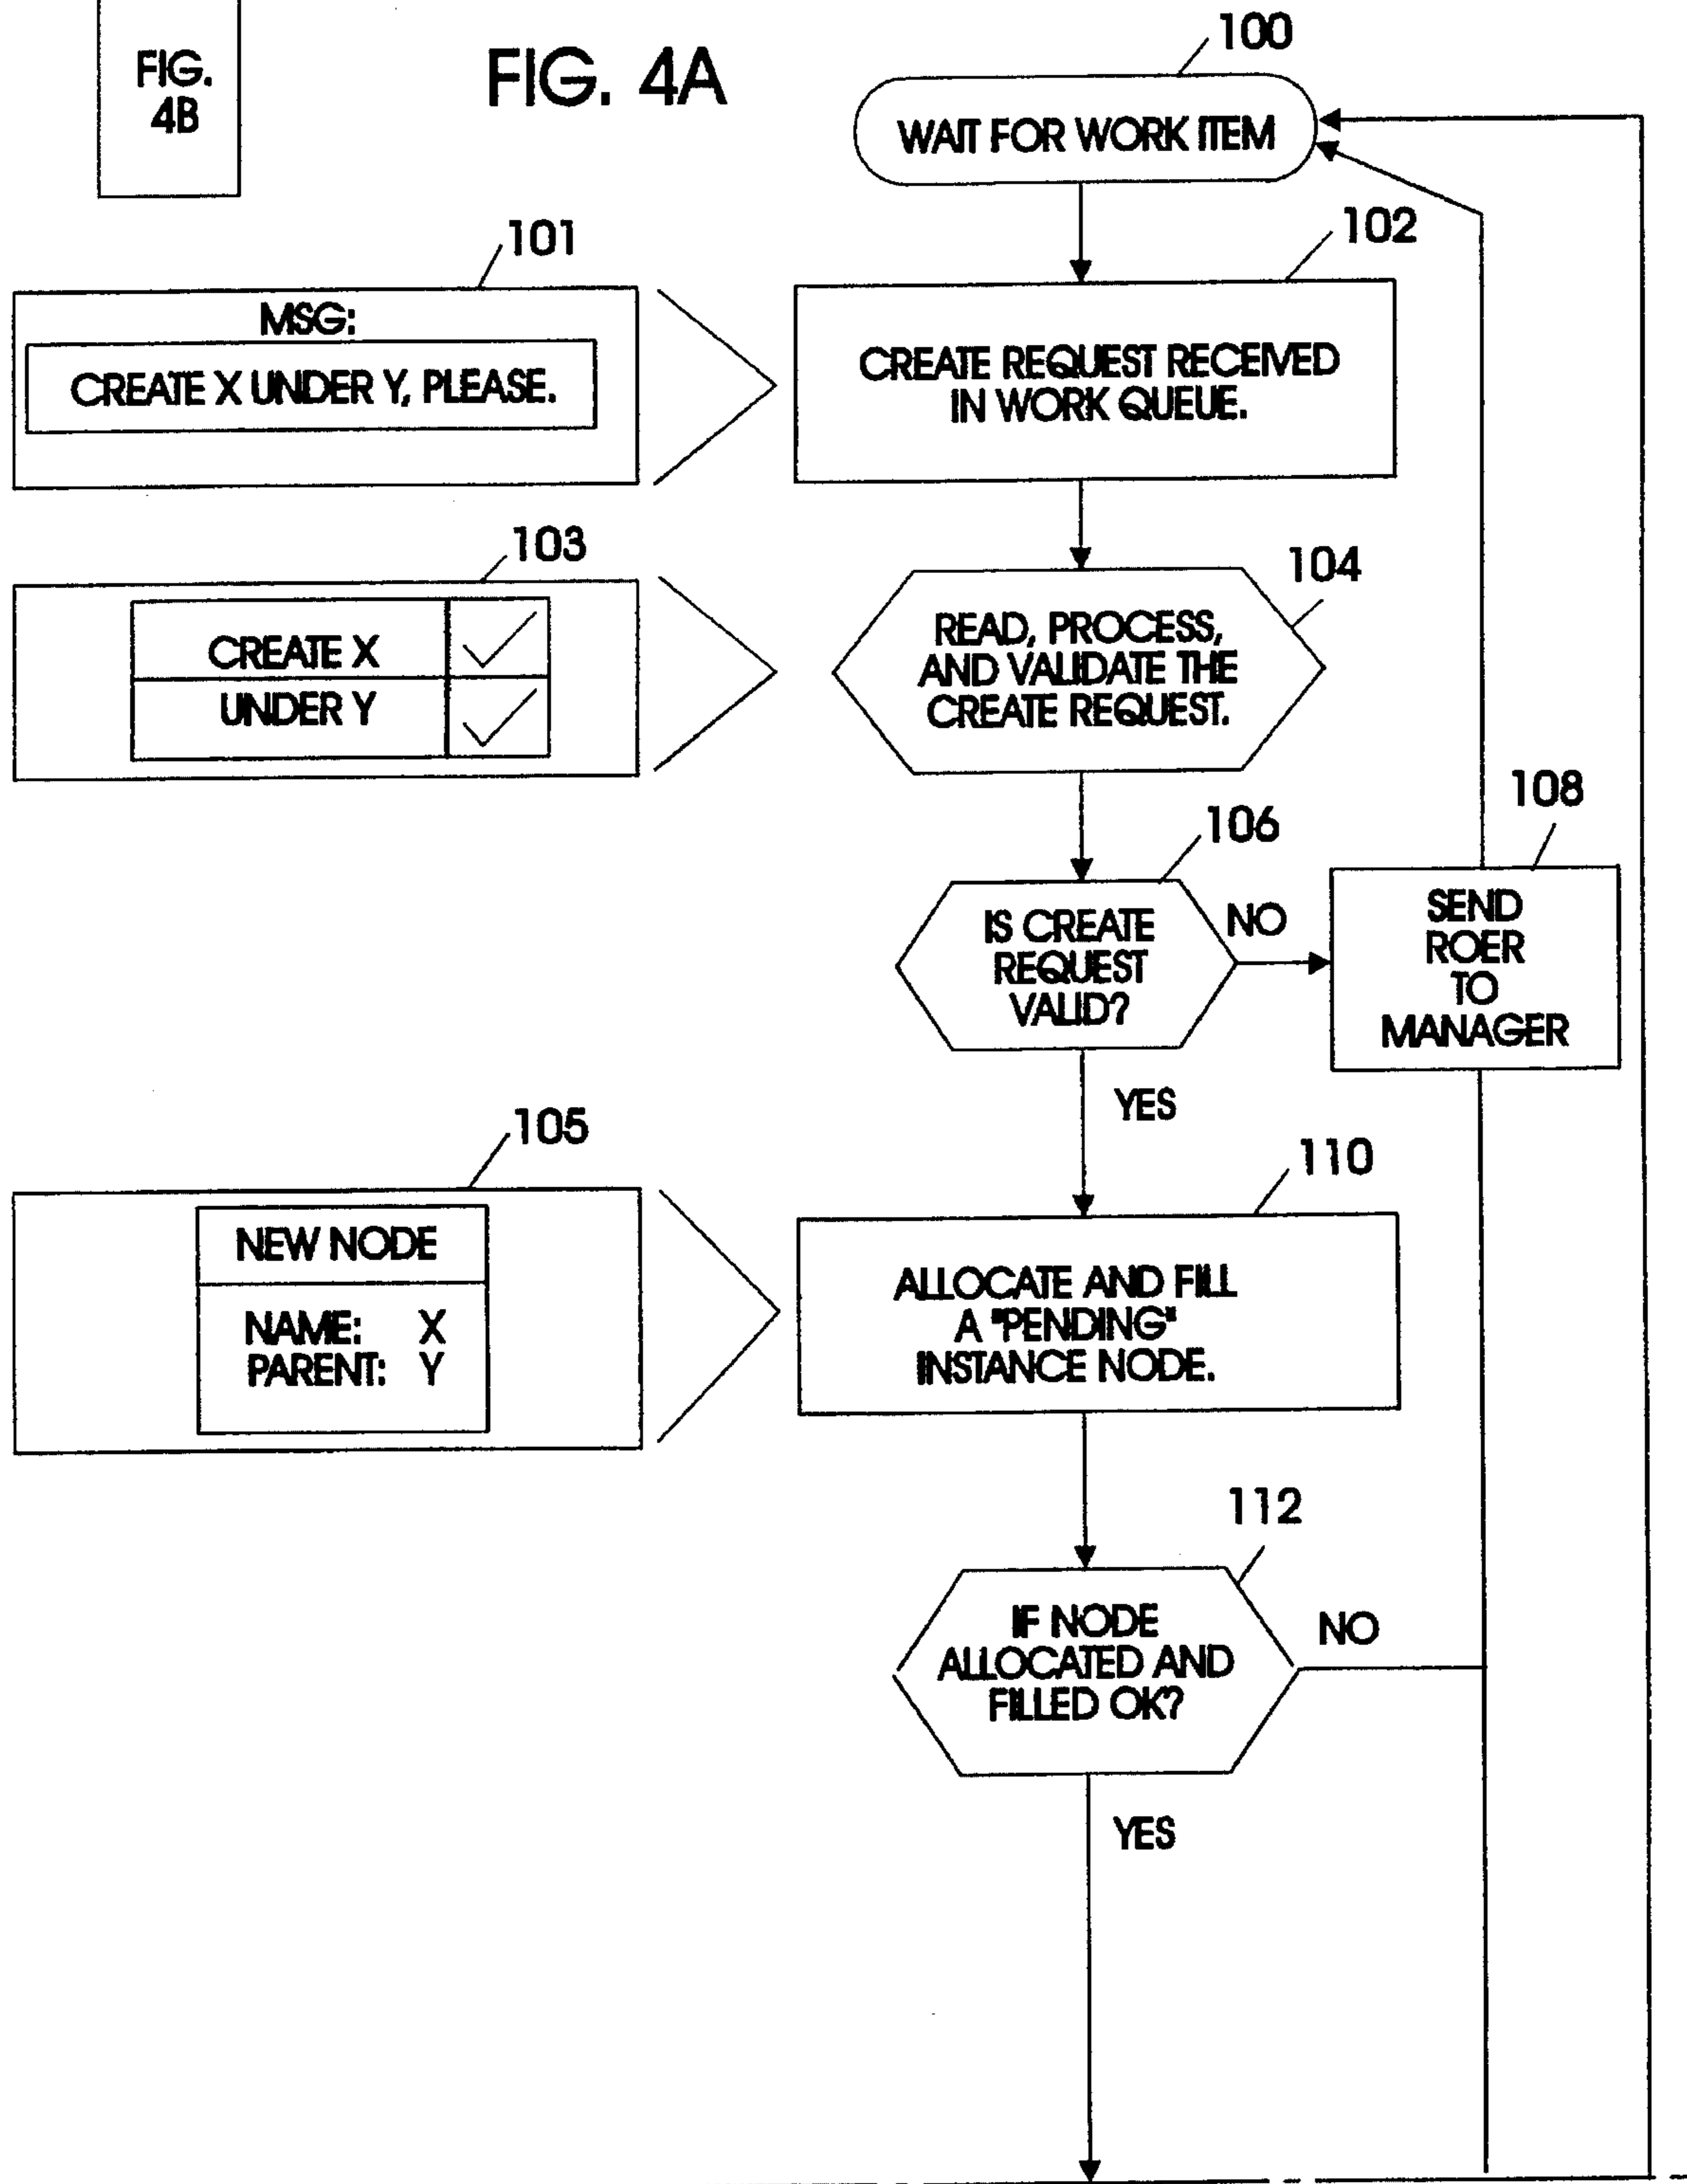 FIG.
4B
FIG. 4A
100
WAIT FOR WORK ITEM
101
MSG:
CREATE X UNDER Y, PLEASE.
102
CREATE REQUEST RECEIVED
IN WORK QUEUE.
103
CREATE X
UNDER Y
104
READ, PROCESS,
AND VALIDATE THE
CREATE REQUEST.
106
IS CREATE
REQUEST
VALID?
NO
108
SEND
ROER
TO
MANAGER
YES
105
NEW NODE
NAME: X
PARENT: Y
110
ALLOCATE AND FILL
A "PENDING"
INSTANCE NODE.
112
IF NODE
ALLOCATED AND
FILLED OK?
NO
YES